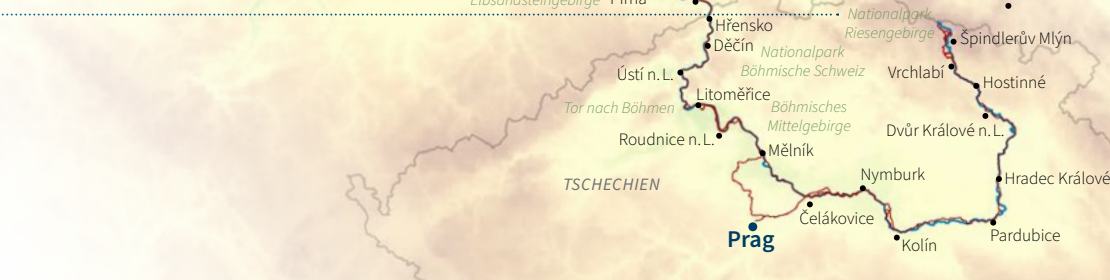 Elbsandsteingebirge Pirna
Nationalpark
Riesengebirge
Hřensko
Špindlerův Mlýn
Děčín
Nationalpark
Böhmische Schweiz
Ústí n. L.
Vrchlabí
Hostinné
Litoměřice
Tor nach Böhmen
Böhmisches
Mittelgebirge
Dvůr Králové n. L.
Roudnice n. L.
Mělník
Nymburk
Hradec Králové
TSCHECHIEN
Čelákovice
Prag
Kolín
Pardubice